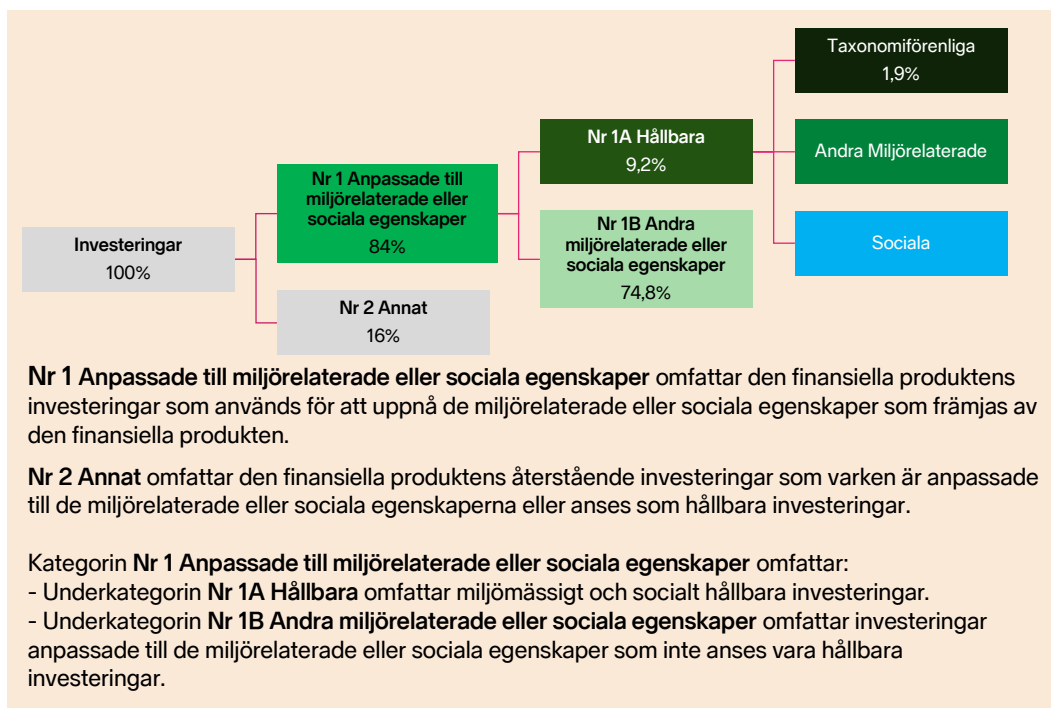 Taxonomiförenliga
1,9%
Nr 1A Hållbara
9,2%
Andra Miljörelaterade
Nr 1 Anpassade till
miljörelaterade eller
sociala egenskaper
84%
Nr 1B Andra
miljörelaterade eller
sociala egenskaper
74,8%
Sociala
Investeringar
100%
Nr 2 Annat
16%
Nr 1 Anpassade till miljörelaterade eller sociala egenskaper omfattar den finansiella produktens
investeringar som används för att uppnå de miljörelaterade eller sociala egenskaper som främjas av
den finansiella produkten.
Nr 2 Annat omfattar den finansiella produktens återstående investeringar som varken är anpassade
till de miljörelaterade eller sociala egenskaperna eller anses som hållbara investeringar.
Kategorin Nr 1 Anpassade till miljörelaterade eller sociala egenskaper omfattar:
- Underkategorin Nr 1A Hållbara omfattar miljömässigt och socialt hållbara investeringar.
- Underkategorin Nr 1B Andra miljörelaterade eller sociala egenskaper omfattar investeringar
anpassade till de miljörelaterade eller sociala egenskaper som inte anses vara hållbara
investeringar.